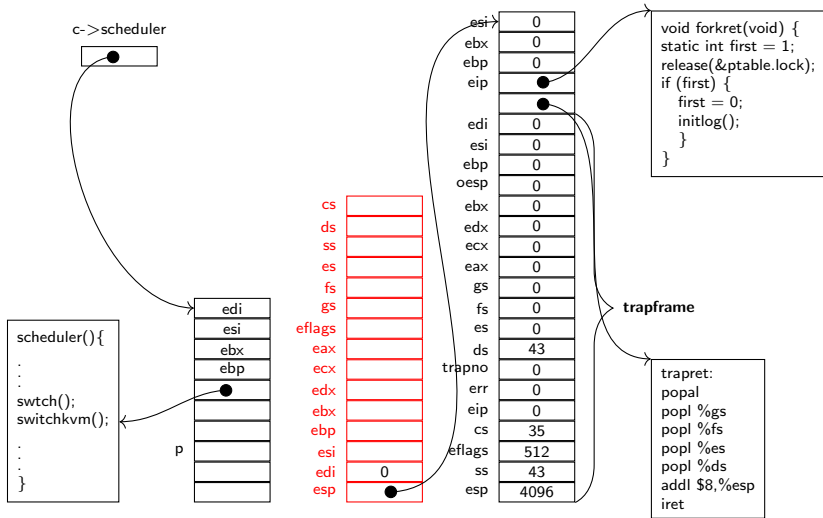 c->scheduler
edi
esi
ebx
ebp
p
scheduler(){
.
.
.
swtch();
switchkvm();
.
.
.
}
cs
ds
ss
es
fs
gs
eflags
eax
ecx
edx
ebx
ebp
esi
edi 0
esp
esi 0
ebx 0
ebp 0
eip
edi 0
esi 0
ebp 0
oesp 0
ebx 0
edx 0
ecx 0
eax 0
gs 0
fs 0
es 0
ds 43
trapno 0
err 0
eip 0
cs 35
eflags 512
ss 43
esp 4096
void forkret(void) {
static int first = 1;
release(&ptable.lock);
if (first) {
first = 0;
initlog();
}
}
trapframe
trapret:
popal
popl %gs
popl %fs
popl %es
popl %ds
addl $8,%esp
iret